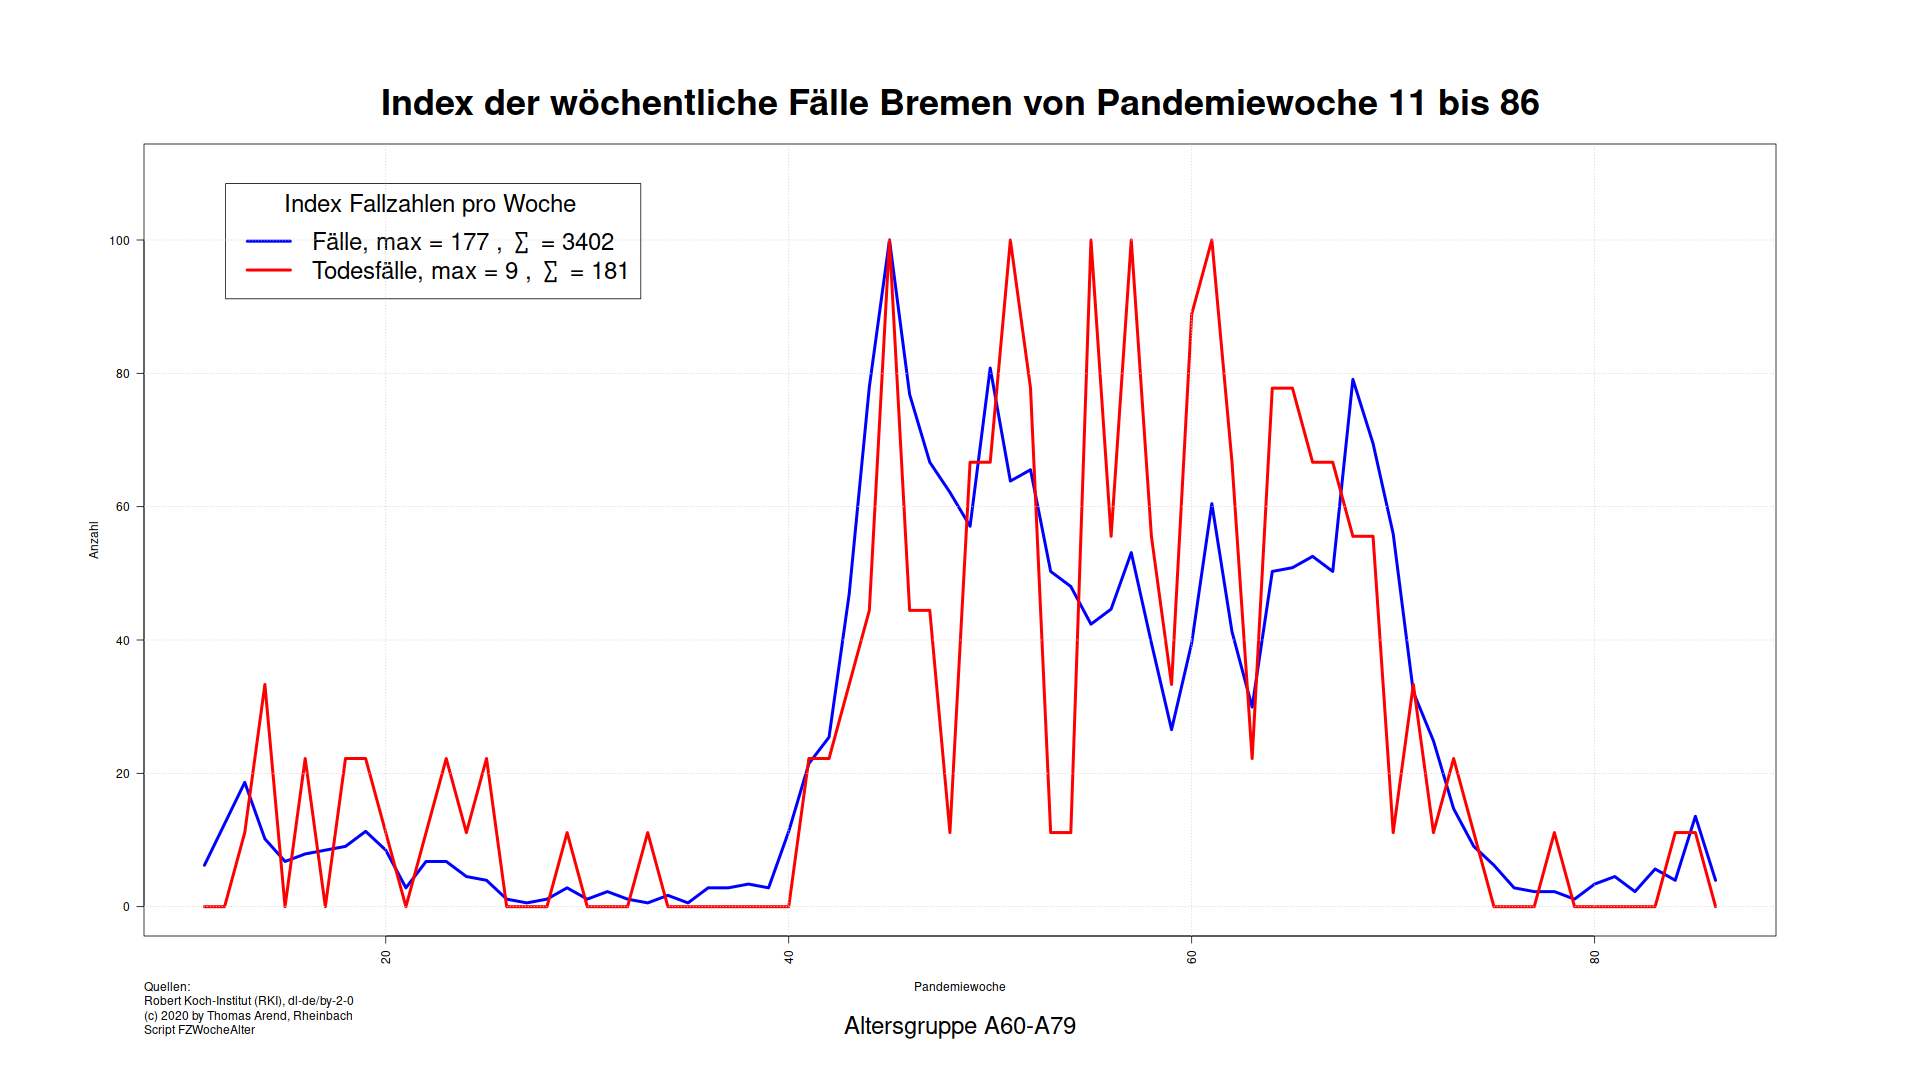 Index der wöchentliche Fälle Bremen von Pandemiewoche 11 bis 86
Index Fallzahlen pro Woche
Fälle, max = 177 , ∑ = 3402
Todesfälle, max = 9 , ∑ = 181
100
80
60
40
20
0
Anzahl
20 40 60 80
Pandemiewoche
Quellen:
Robert Koch-Institut (RKI), dl-de/by-2-0
(c) 2020 by Thomas Arend, Rheinbach
Script FZWocheAlter
Altersgruppe A60-A79